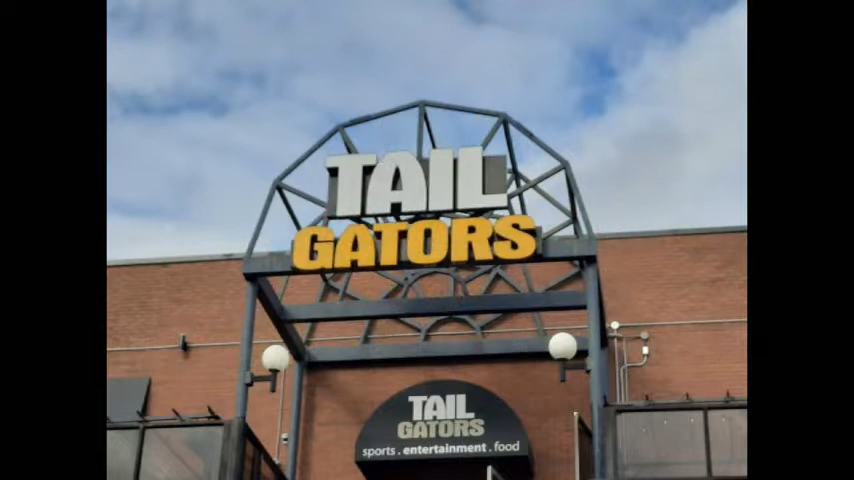 TAIL
GATORS
TAIL
GATORS
sports . entertainment . food